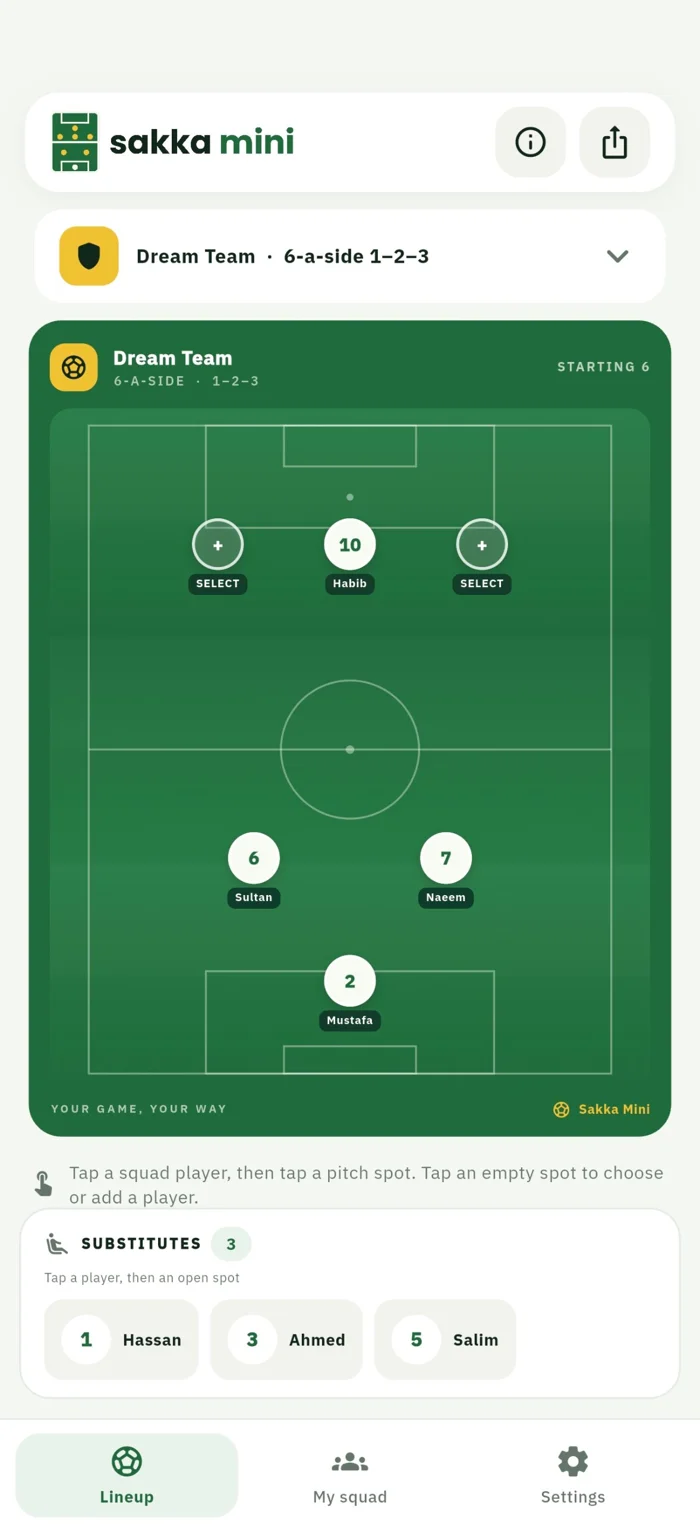 sakka mini
Dream Team · 6-a-side 1–2–3
Dream Team
6-A-SIDE · 1–2–3
STARTING 6
+
10
+
SELECT
Habib
SELECT
6
7
Sultan
Naeem
2
Mustafa
YOUR GAME, YOUR WAY
Sakka Mini
Tap a squad player, then tap a pitch spot. Tap an empty spot to choose
or add a player.
SUBSTITUTES 3
Tap a player, then an open spot
1 Hassan
3 Ahmed
5 Salim
Lineup
My squad
Settings